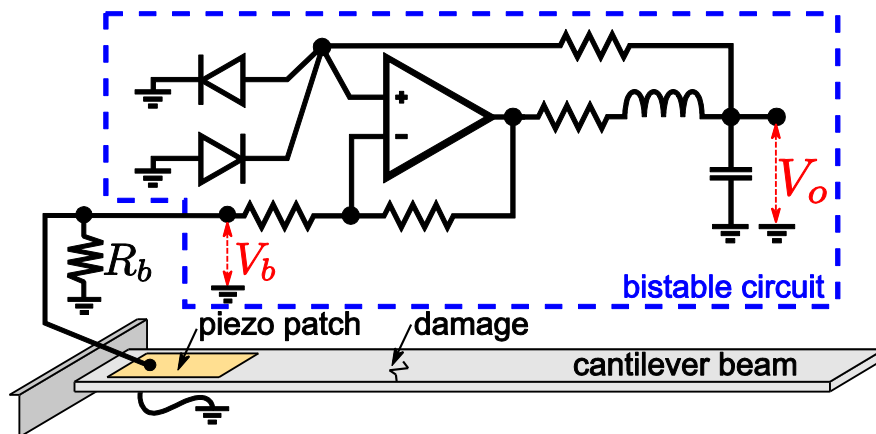 +
−
V_o
R_b
V_b
bistable circuit
piezo patch
damage
cantilever beam